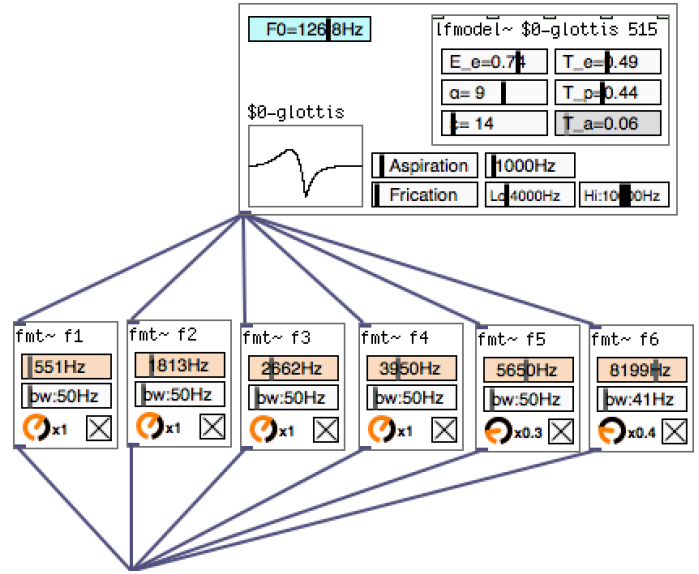 F0=126.8Hz
lfmodel~ $0-glottis 515
E_e=0.74
T_e=0.49
α= 9
T_p=0.44
= 14
T_a=0.06
$0-glottis
Aspiration
1000Hz
Frication
Lo:4000Hz
fmt~ f1
fmt~ f2
fmt~ f3
fmt~ f4
fmt~ f5
fmt~ f6
551Hz
1813Hz
2662Hz
3950Hz
5650Hz
8199Hz
bw:50Hz
bw:50Hz
bw:50Hz
bw:50Hz
bw:50Hz
bw:41Hz
x1
x1
x1
x1
x0.3
x0.4